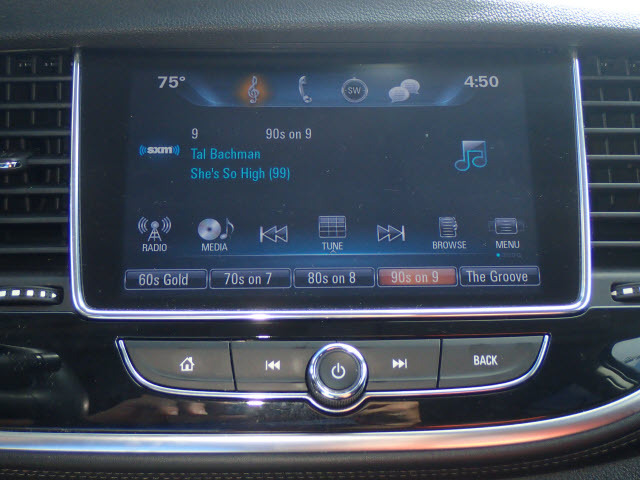 75° SW 4:50
9 90s on 9
sxm Tal Bachman
She's So High (99)
RADIO MEDIA TUNE BROWSE MENU
60s Gold 70s on 7 80s on 8 90s on 9 The Groove
BACK